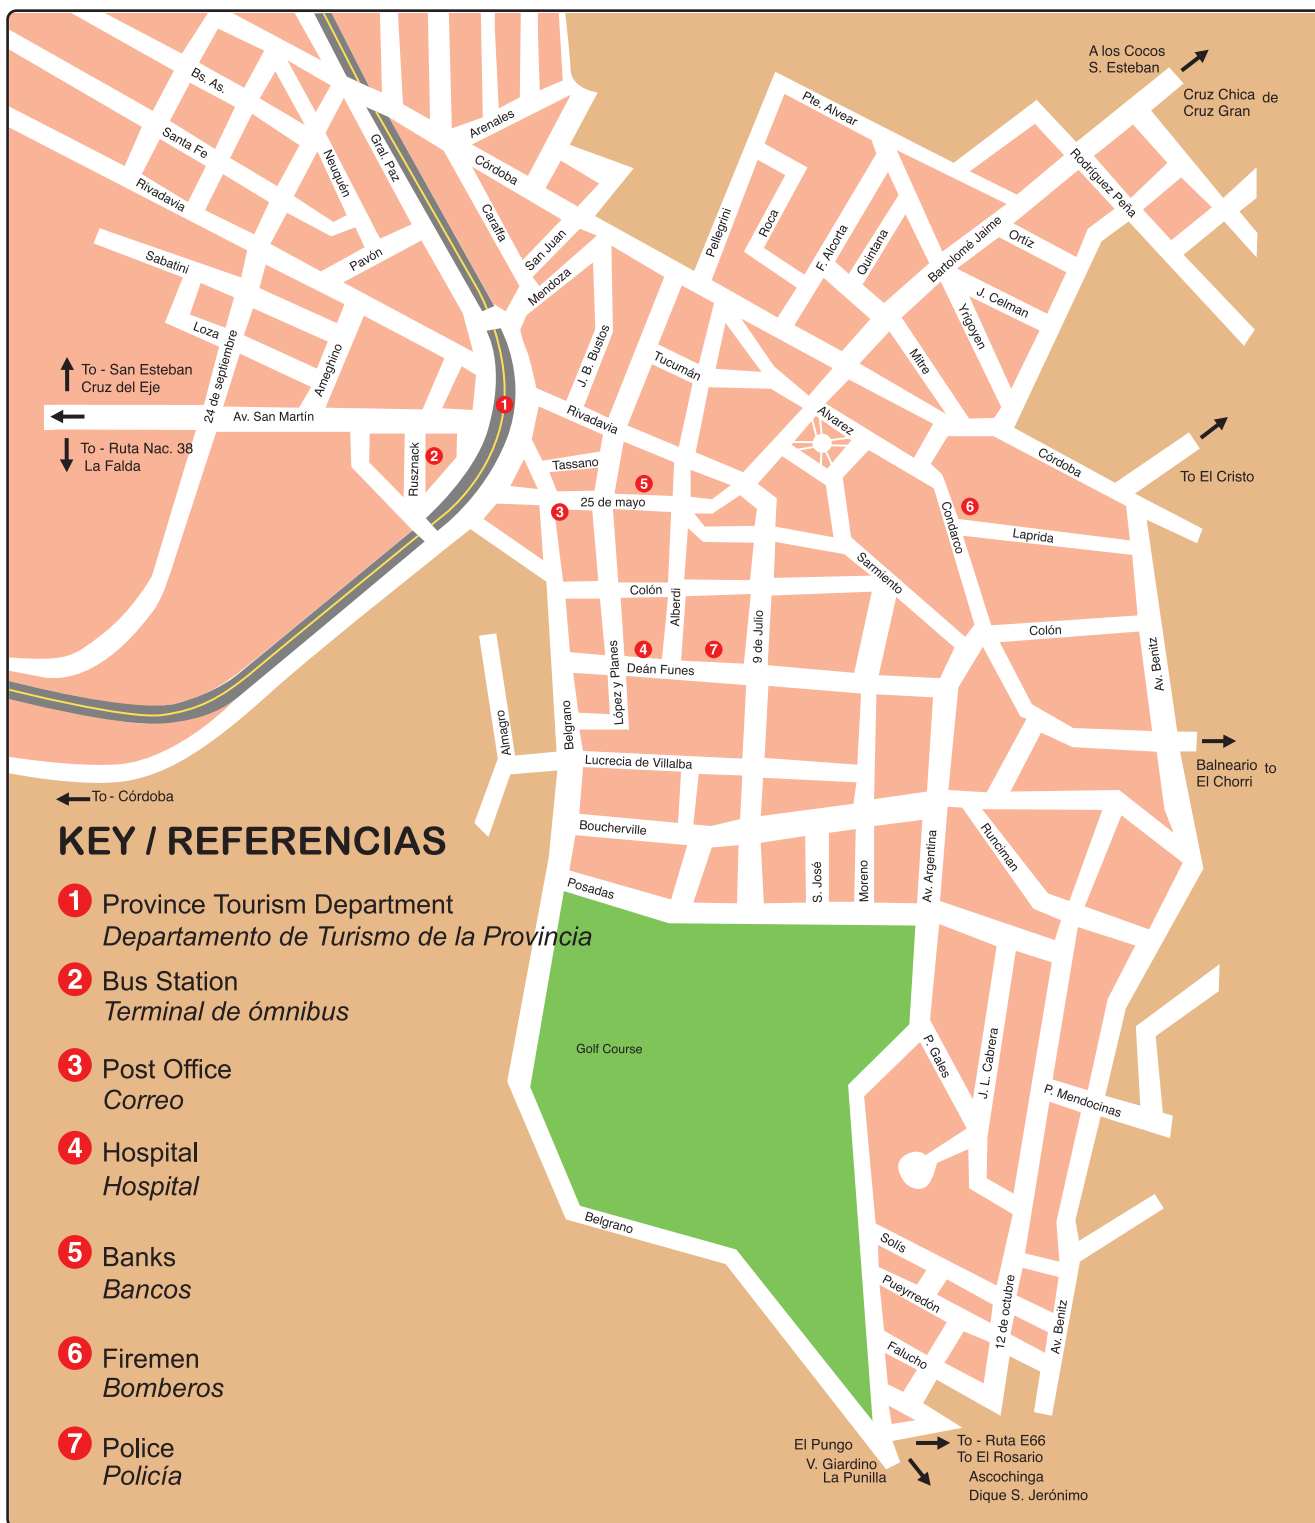 A los Cocos
S. Esteban
Cruz Chica de
Cruz Gran
Pte. Alvear
Bs. As.
Arenales
Santa Fe
Gral. Paz
Neuquén
Córdoba
Rodríguez Peña
Rivadavia
Caraffa
Pellegrini
Roca
F. Alcorta
Quintana
Bartolomé Jaime
Ortíz
San Juan
Pavón
Sabatini
Mendoza
J. Celman
Yrigoyen
Loza
24 de septiembre
Ameghino
J. B. Bustos
Tucumán
Mitre
To - San Esteban
Cruz del Eje
Av. San Martín
1
Rivadavia
Alvarez
To - Ruta Nac. 38
La Falda
Rusznack
2
Tassano
5
25 de mayo
3
Córdoba
To El Cristo
6
Condarco
Laprida
Sarmiento
Colón
Alberdi
9 de Julio
Colón
4
7
Deán Funes
López y Planes
Av. Benitz
Almagro
Belgrano
Lucrecia de Villalba
Balneario to
El Chorri
To - Córdoba
Boucherville
Runciman
S. José
Moreno
Av. Argentina
Posadas
KEY / REFERENCIAS
1 Province Tourism Department
Departamento de Turismo de la Provincia
2 Bus Station
Terminal de ómnibus
3 Post Office
Correo
4 Hospital
Hospital
5 Banks
Bancos
6 Firemen
Bomberos
7 Police
Policía
Golf Course
P. Gales
J. L. Cabrera
P. Mendocinas
Belgrano
Solís
Pueyrredón
12 de octubre
Av. Benitz
Falucho
El Pungo
V. Giardino
La Punilla
To - Ruta E66
To El Rosario
Ascochinga
Dique S. Jerónimo